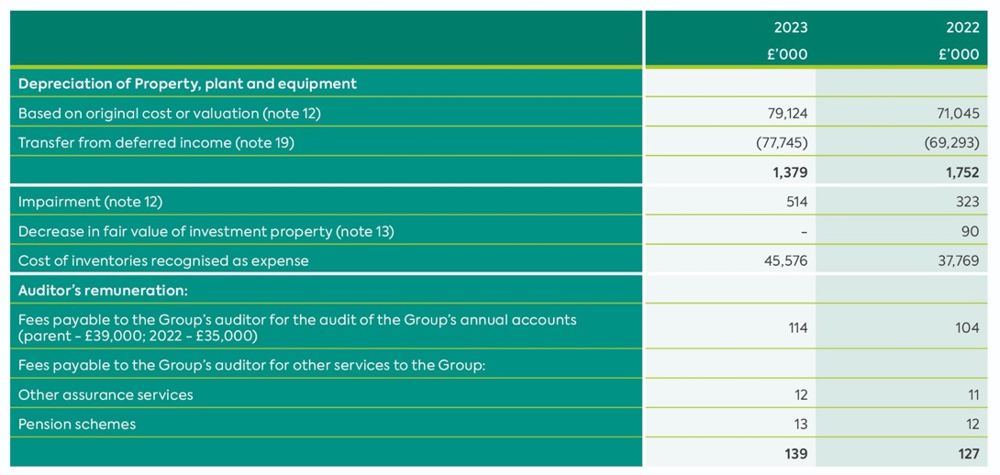 2023 2022
£’000 £’000
Depreciation of Property, plant and equipment
Based on original cost or valuation (note 12) 79,124 71,045
Transfer from deferred income (note 19) (77,745) (69,293)
1,379 1,752
Impairment (note 12) 514 323
Decrease in fair value of investment property (note 13) - 90
Cost of inventories recognised as expense 45,576 37,769
Auditor’s remuneration:
Fees payable to the Group’s auditor for the audit of the Group’s annual accounts
(parent - £39,000; 2022 - £35,000) 114 104
Fees payable to the Group’s auditor for other services to the Group:
Other assurance services 12 11
Pension schemes 13 12
139 127